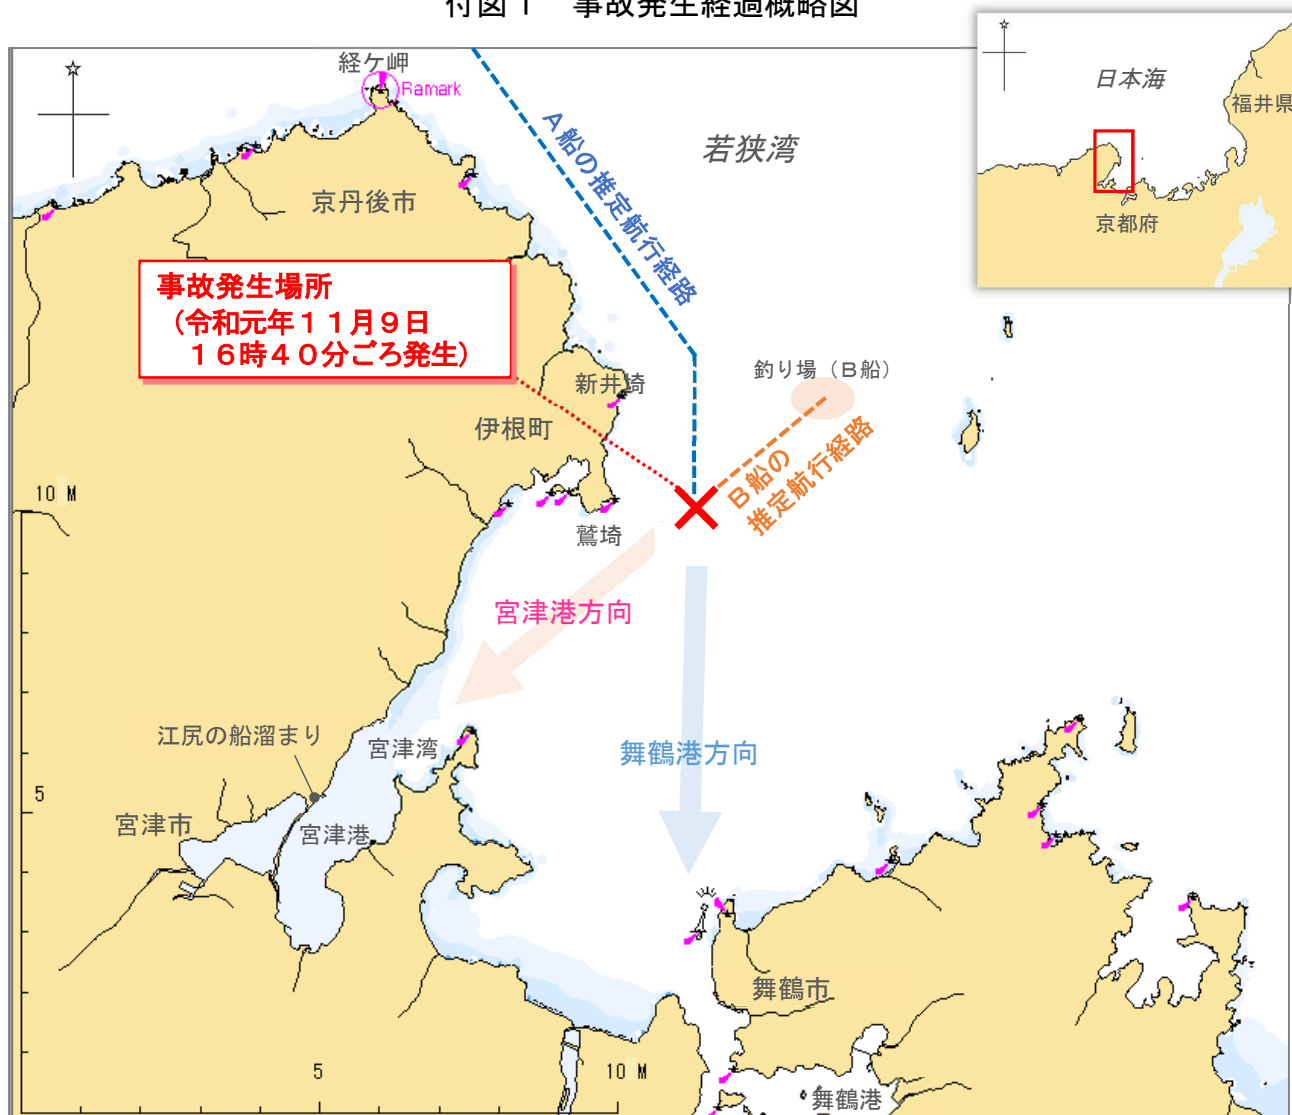 付図１　事故発生経過概略図
経ケ岬
Ramark
日本海
福井県
京都府
若狭湾
A船の推定航行経路
京丹後市
事故発生場所
（令和元年１１月９日
１６時４０分ごろ発生）
釣り場（B船）
新井崎
伊根町
B船の
推定航行経路
10 M
鷲埼
宮津港方向
江尻の船溜まり
宮津湾
舞鶴港方向
5
宮津市
宮津港
舞鶴市
5
10 M
舞鶴港